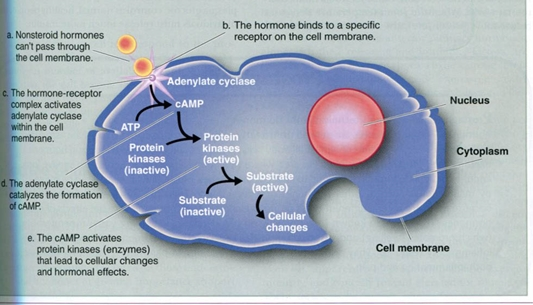 a. Nonsteroid hormones
can't pass through
the cell membrane.
b. The hormone binds to a specific
receptor on the cell membrane.
c. The hormone-receptor
complex activates
adenylate cyclase
within the cell
membrane.
Adenylate cyclase
cAMP
ATP
Protein
kinases
(inactive)
Protein
kinases
(active)
Substrate
(active)
Substrate
(inactive)
Cellular
changes
Nucleus
Cytoplasm
Cell membrane
d. The adenylate cyclase
catalyzes the formation
of cAMP.
e. The cAMP activates
protein kinases (enzymes)
that lead to cellular changes
and hormonal effects.